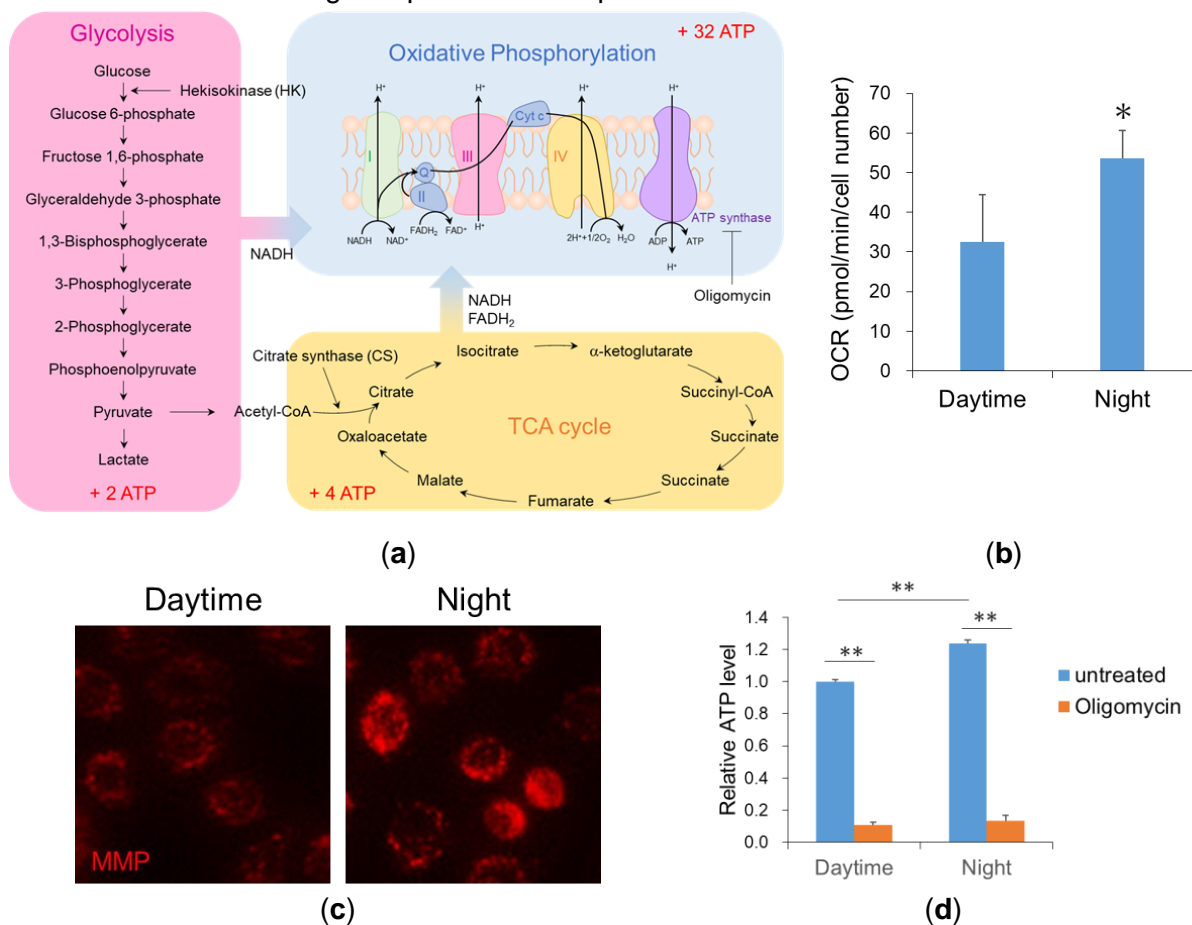 Glycolysis
Glucose
Hekisokinase (HK)
Glucose 6-phosphate
Fructose 1,6-phosphate
Glyceraldehyde 3-phosphate
1,3-Bisphosphoglycerate
3-Phosphoglycerate
2-Phosphoglycerate
Phosphoenolpyruvate
Pyruvate
Lactate
+ 2 ATP
NADH
+ 32 ATP
Oxidative Phosphorylation
H⁺ H⁺ H⁺ H⁺
Cyt c
I Q III IV
II
ATP synthase
NADH NAD⁺ FADH₂ FAD⁺ H⁺ 2H⁺+1/2O₂ H₂O ADP ATP
H⁺
Oligomycin
NADH
FADH₂
Citrate synthase (CS)
Acetyl-CoA
Citrate
Isocitrate
α-ketoglutarate
Succinyl-CoA
Succinate
Succinate
Fumarate
Malate
Oxaloacetate
TCA cycle
+ 4 ATP
(a)
OCR (pmol/min/cell number)
70
60
50
40
30
20
10
0
*
Daytime Night
(b)
Daytime Night
MMP
(c)
Relative ATP level
1.4
1.2
1.0
0.8
0.6
0.4
0.2
0.0
**
** **
Daytime Night
untreated
Oligomycin
(d)